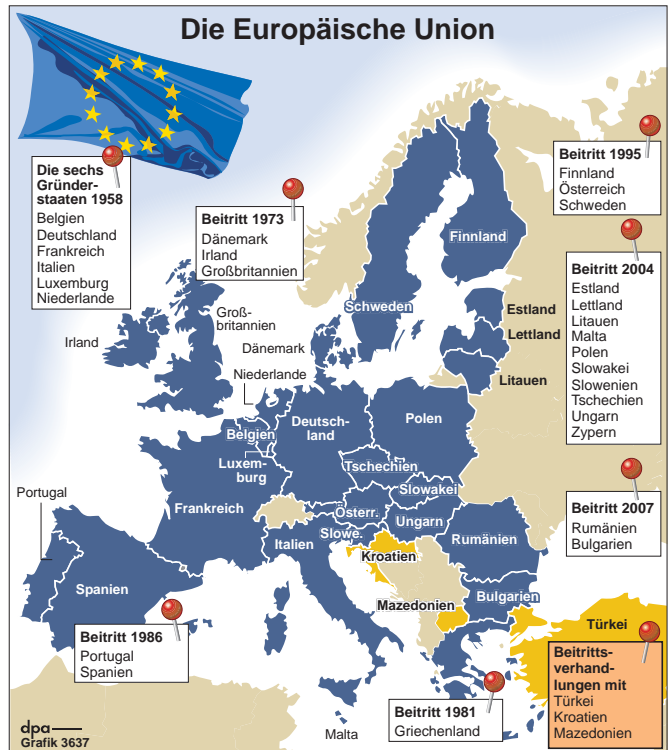 Die Europäische Union
Die sechs
Gründer-
staaten 1958
Belgien
Deutschland
Frankreich
Italien
Luxemburg
Niederlande
Beitritt 1973
Dänemark
Irland
Großbritannien
Beitritt 1995
Finnland
Österreich
Schweden
Beitritt 2004
Estland
Lettland
Litauen
Malta
Polen
Slowakei
Slowenien
Tschechien
Ungarn
Zypern
Beitritt 2007
Rumänien
Bulgarien
Finnland
Schweden
Estland
Lettland
Litauen
Groß-
britannien
Irland
Dänemark
Niederlande
Deutsch-
land
Polen
Belgien
Luxem-
burg
Tschechien
Slowakei
Frankreich
Österr.
Ungarn
Rumänien
Italien
Slowe.
Kroatien
Portugal
Spanien
Mazedonien
Bulgarien
Türkei
Malta
Beitritt 1986
Portugal
Spanien
Beitritt 1981
Griechenland
Beitritts-
verhand-
lungen mit
Türkei
Kroatien
Mazedonien
dpa
Grafik 3637